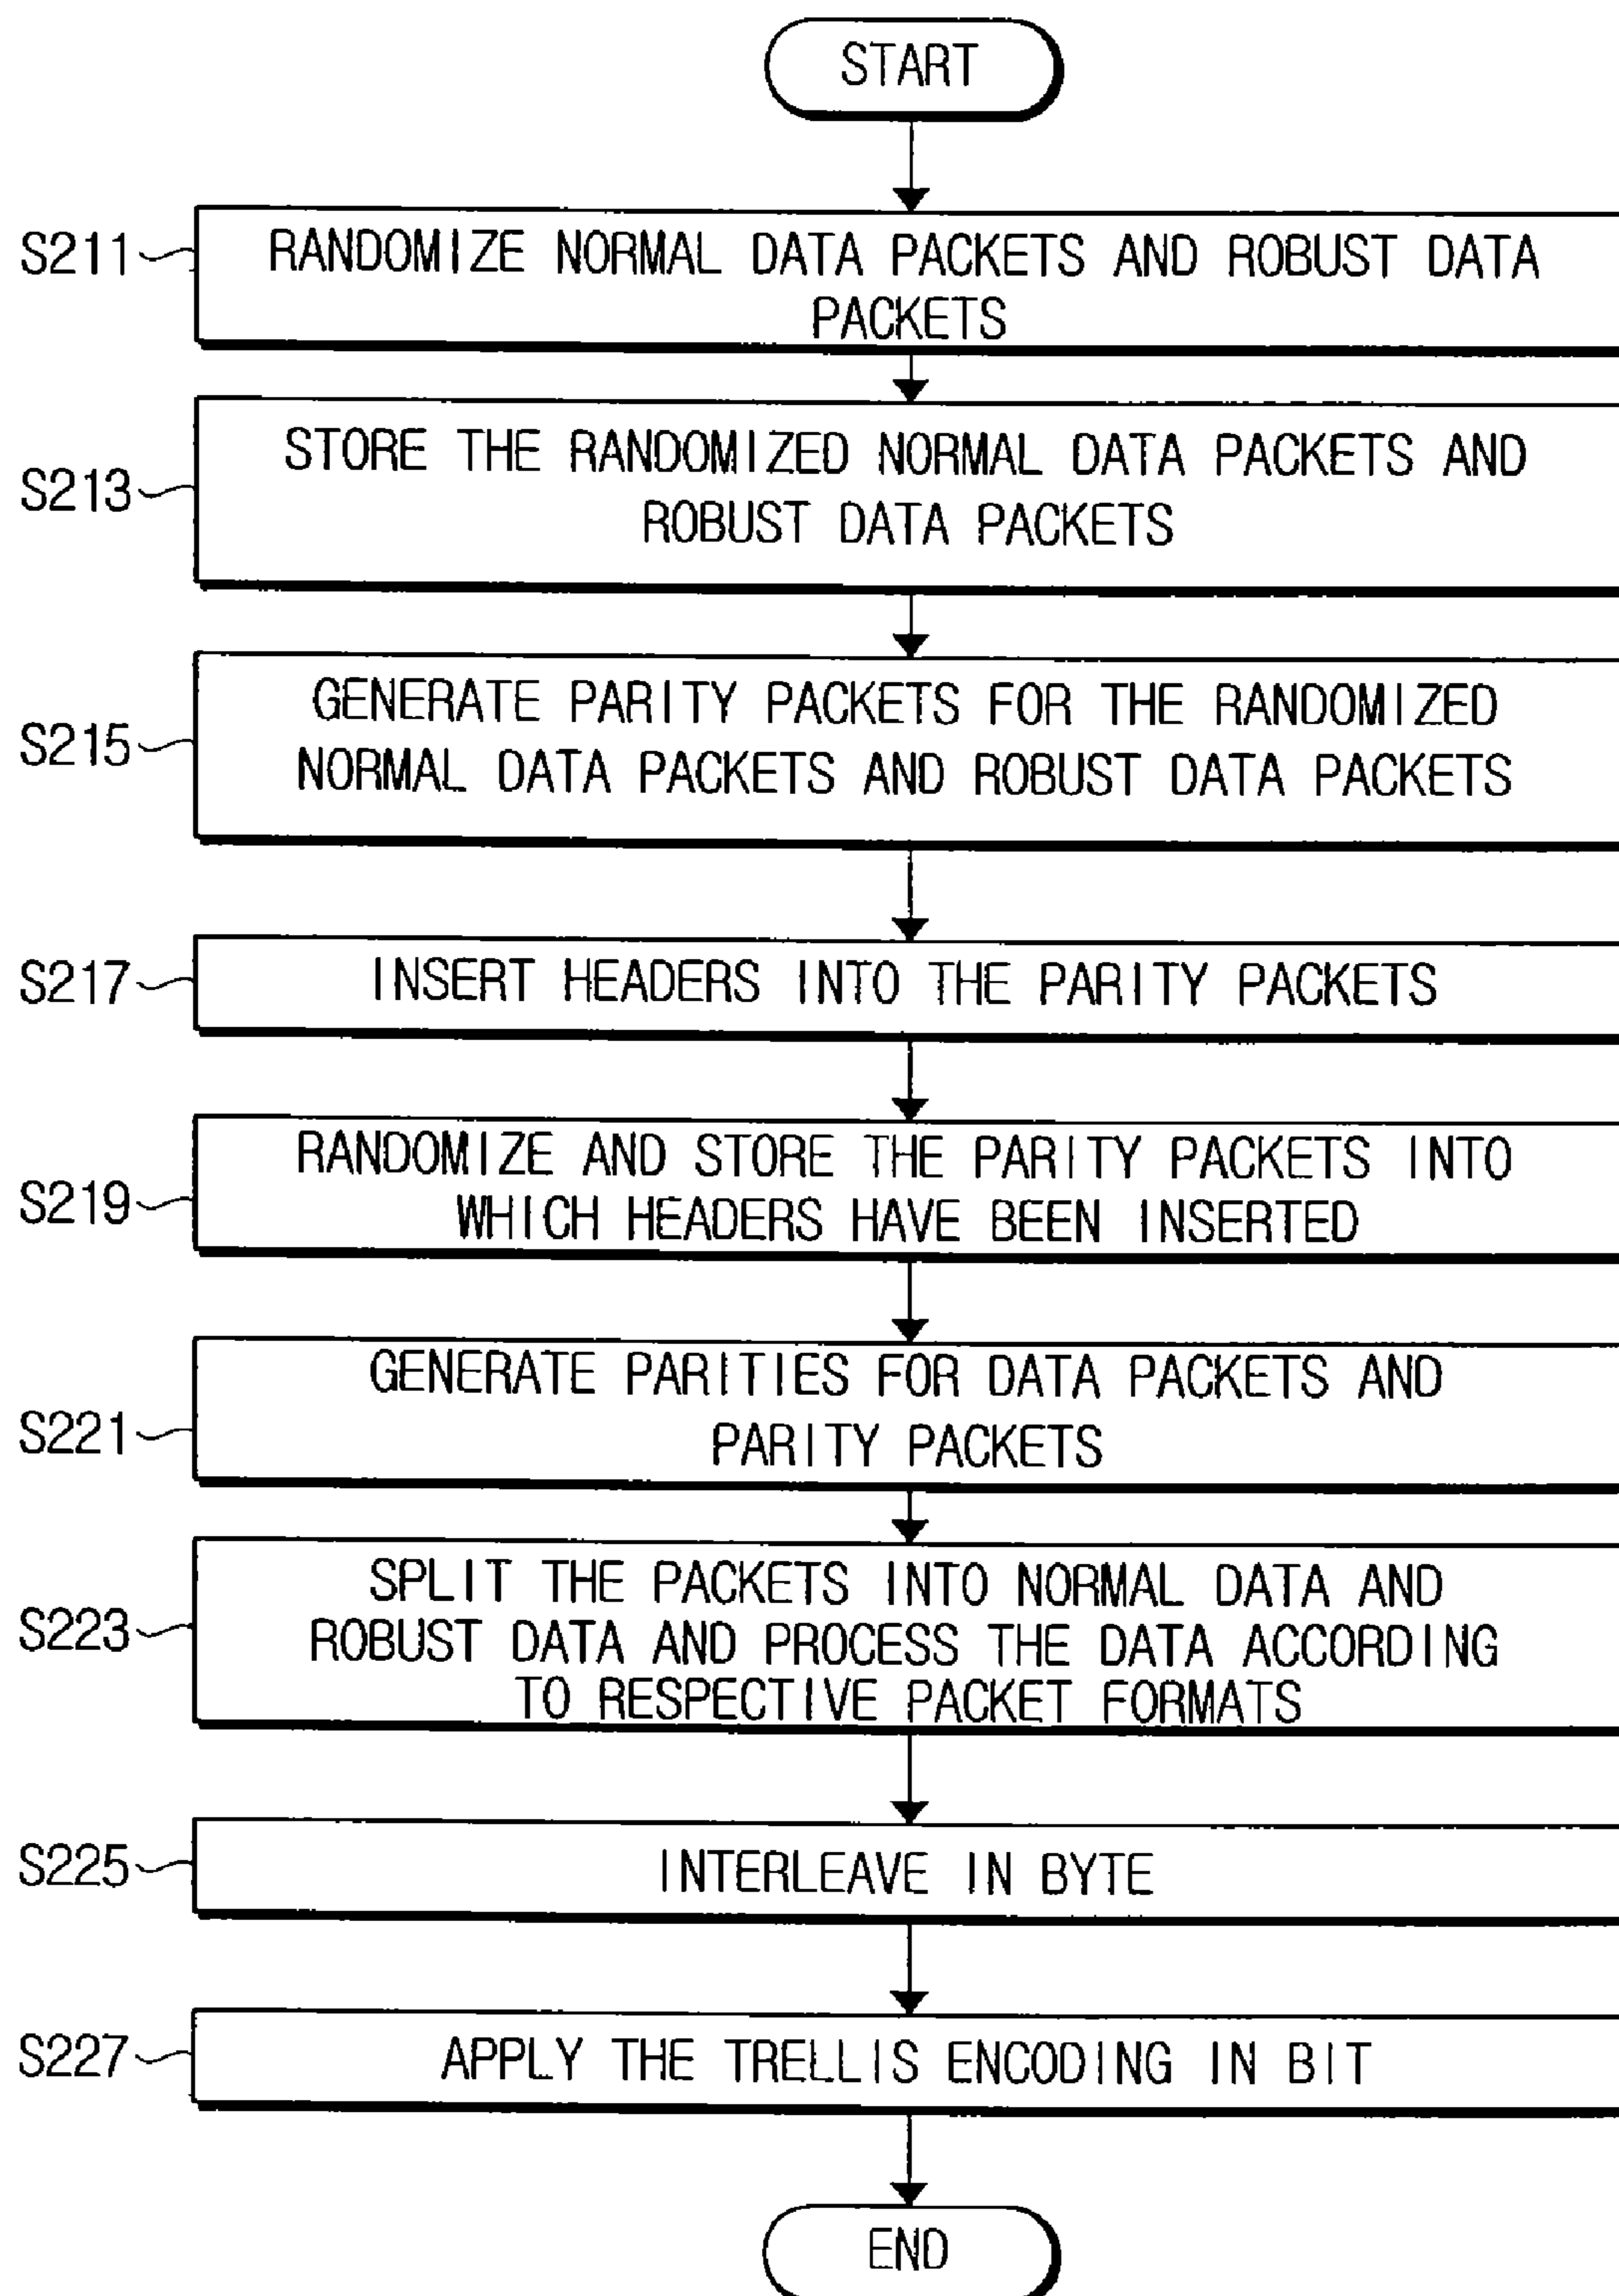 START
S211
RANDOMIZE NORMAL DATA PACKETS AND ROBUST DATA
PACKETS
S213
STORE THE RANDOMIZED NORMAL DATA PACKETS AND
ROBUST DATA PACKETS
S215
GENERATE PARITY PACKETS FOR THE RANDOMIZED
NORMAL DATA PACKETS AND ROBUST DATA PACKETS
S217
INSERT HEADERS INTO THE PARITY PACKETS
S219
RANDOMIZE AND STORE THE PARITY PACKETS INTO
WHICH HEADERS HAVE BEEN INSERTED
S221
GENERATE PARITIES FOR DATA PACKETS AND
PARITY PACKETS
S223
SPLIT THE PACKETS INTO NORMAL DATA AND
ROBUST DATA AND PROCESS THE DATA ACCORDING
TO RESPECTIVE PACKET FORMATS
S225
INTERLEAVE IN BYTE
S227
APPLY THE TRELLIS ENCODING IN BIT
END